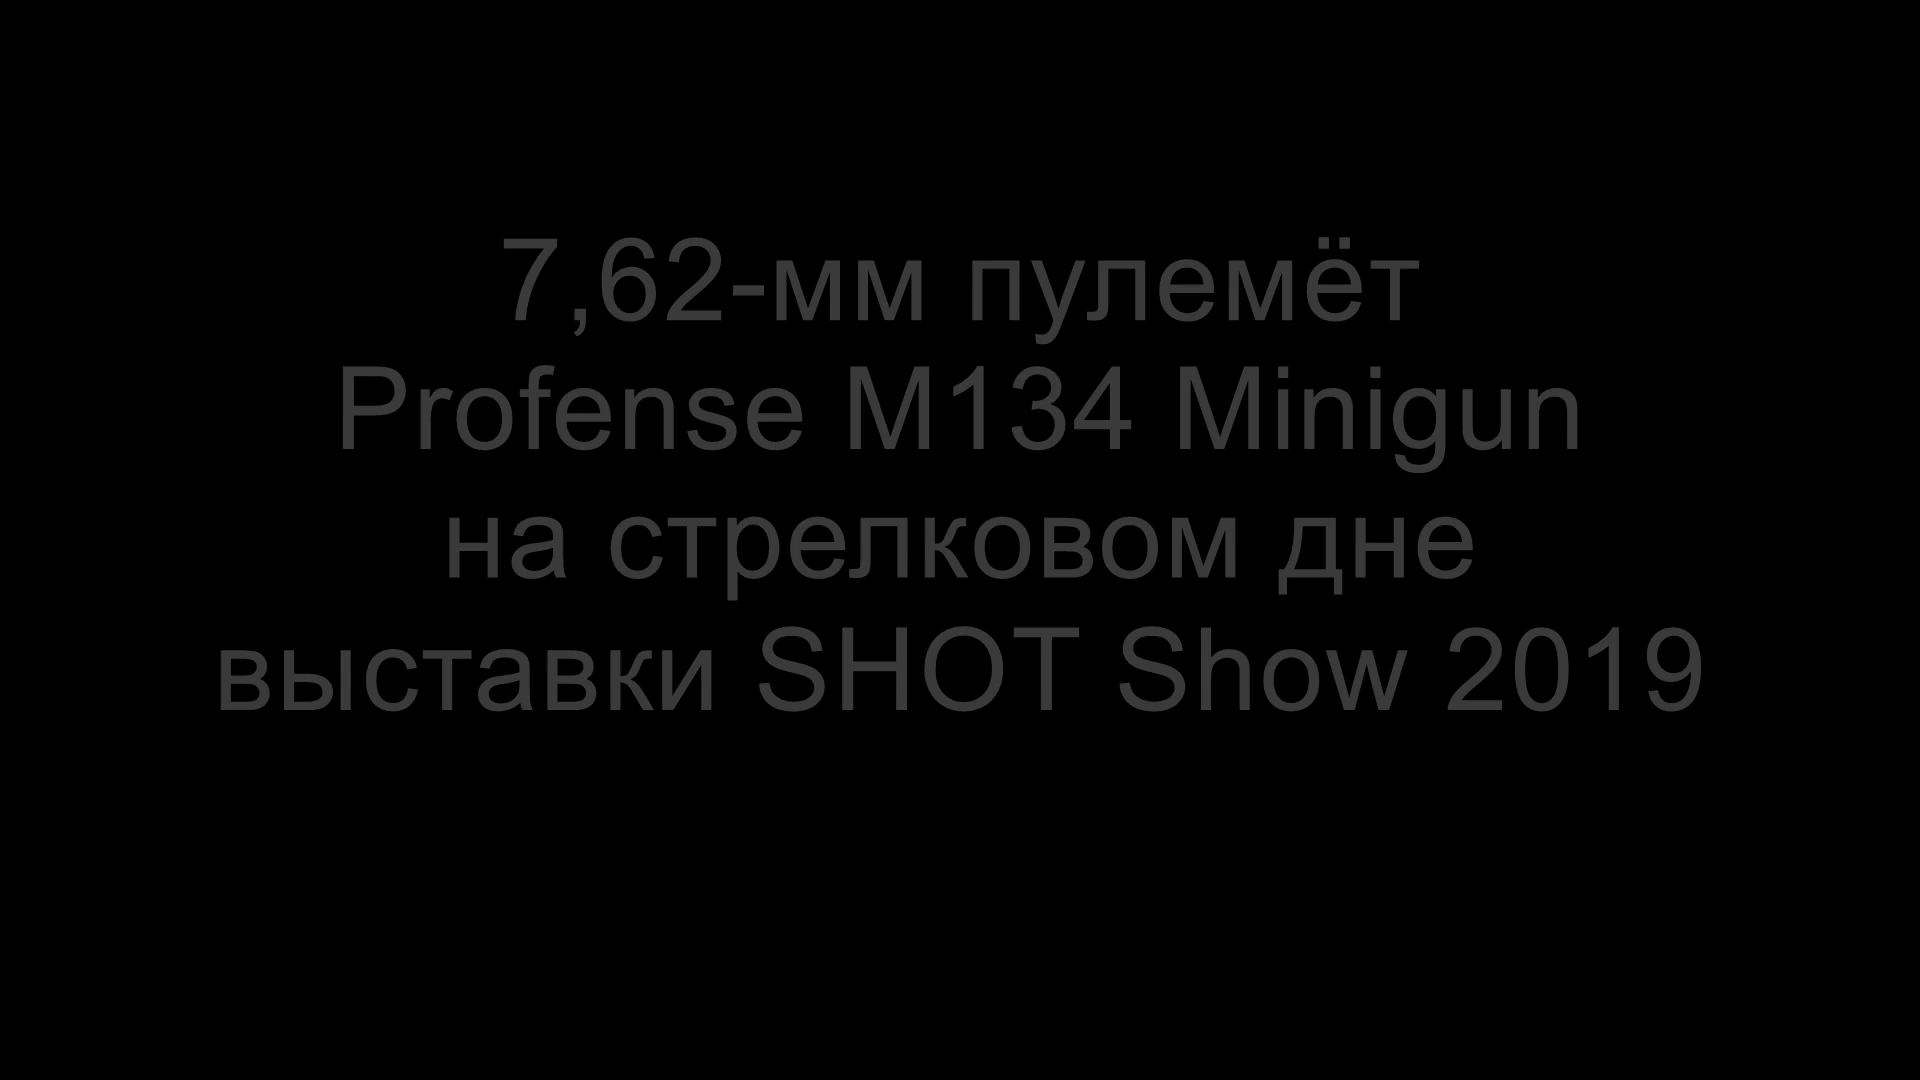 7,62-мм пулемёт
Profense M134 Minigun
на стрелковом дне
выставки SHOT Show 2019